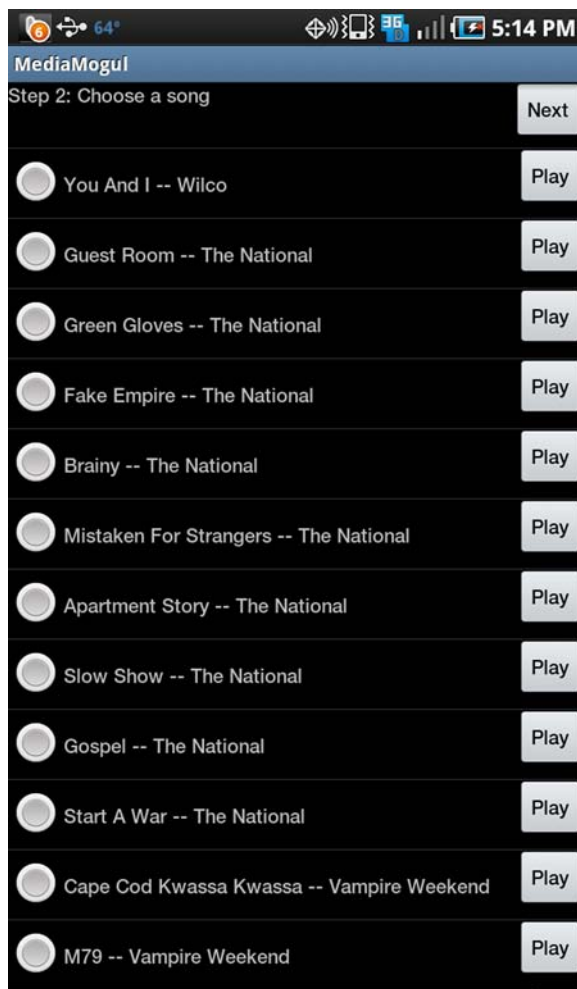 6 64° 3G 5:14 PM
MediaMogul
Step 2: Choose a song
Next
You And I -- Wilco Play
Guest Room -- The National Play
Green Gloves -- The National Play
Fake Empire -- The National Play
Brainy -- The National Play
Mistaken For Strangers -- The National Play
Apartment Story -- The National Play
Slow Show -- The National Play
Gospel -- The National Play
Start A War -- The National Play
Cape Cod Kwassa Kwassa -- Vampire Weekend Play
M79 -- Vampire Weekend Play